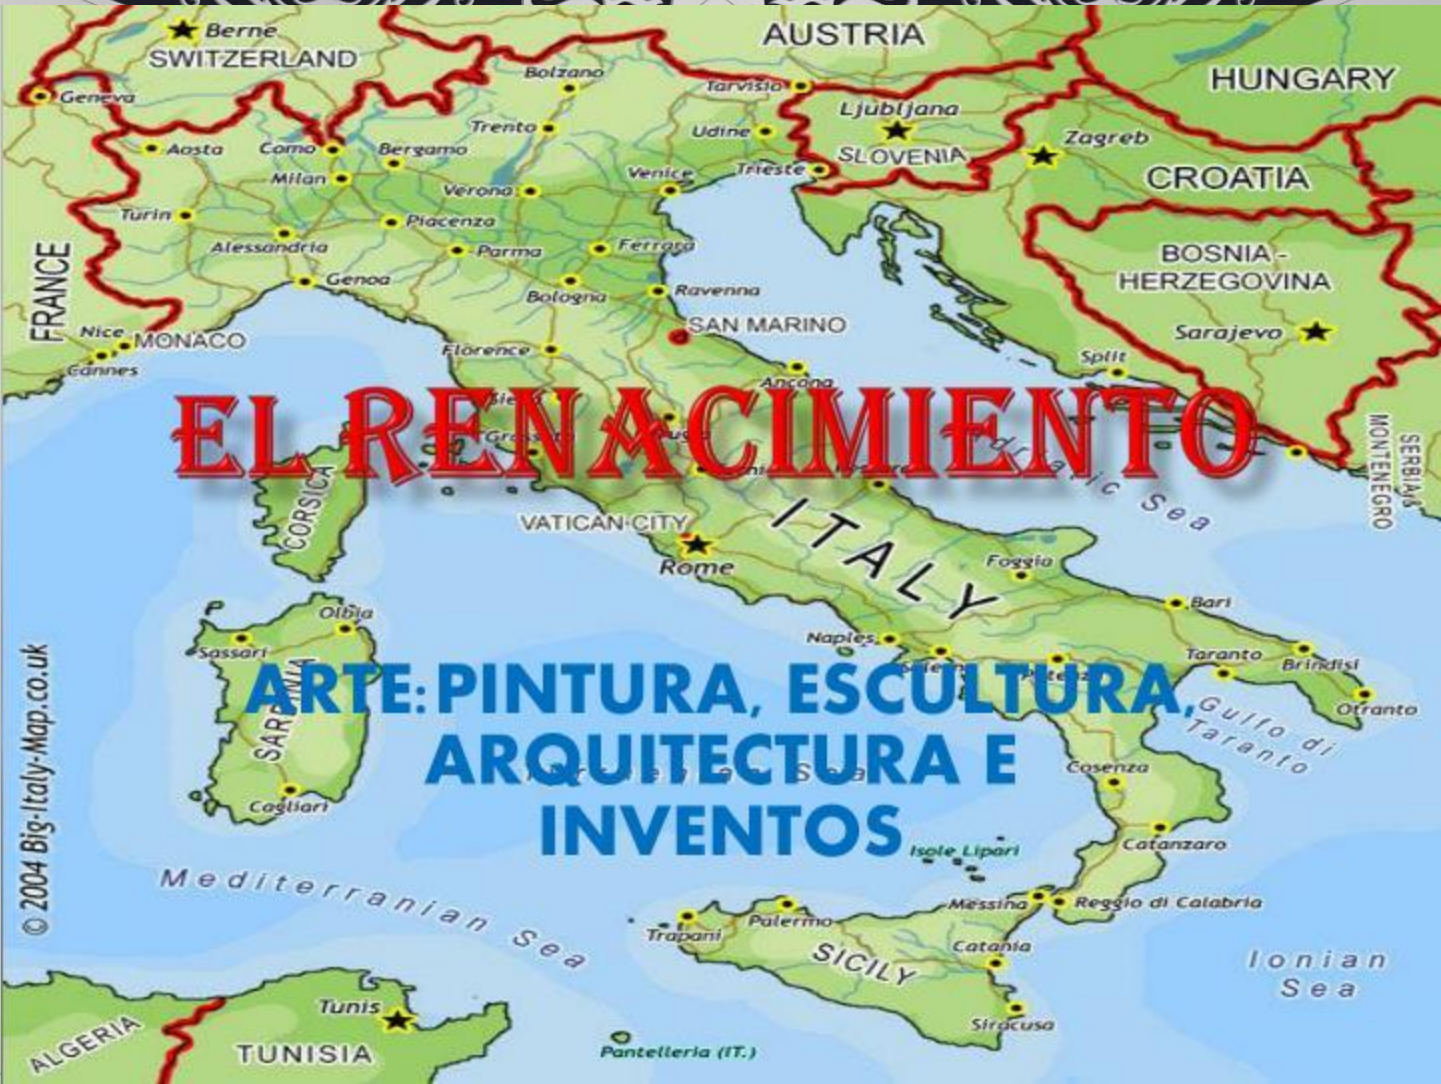 AUSTRIA
Berne
SWITZERLAND
HUNGARY
Bolzano
Tarvisio
Geneva
Ljubljana
Trento
Udine
Zagreb
Aosta
Como
Bergamo
SLOVENIA
Milan
Verona
Venice
Trieste
CROATIA
Turin
Piacenza
Alessandria
Parma
Ferrara
FRANCE
BOSNIA -
HERZEGOVINA
Genoa
Bologna
Ravenna
SAN MARINO
Nice
MONACO
Sarajevo
Cannes
Florence
Split
Ancona
EL RENACIMIENTO
CORSICA
Sea
SERBIA &
MONTENEGRO
VATICAN CITY
Rome
ITALY
Foggia
Olbia
Bari
Sassari
Naples
Taranto
Brindisi
SARDINIA
ARTE: PINTURA, ESCULTURA,
ARQUITECTURA E
INVENTOS
Otranto
Gulfo di
Taranto
Cosenza
Cagliari
Catanzaro
Isole Lipari
© 2004 Big-Italy-Map.co.uk
Mediterranian Sea
Messina
Reggio di Calabria
Palermo
Trapani
Catania
SICILY
Ionian
Sea
Tunis
Siracusa
ALGERIA
TUNISIA
Pantelleria (IT.)